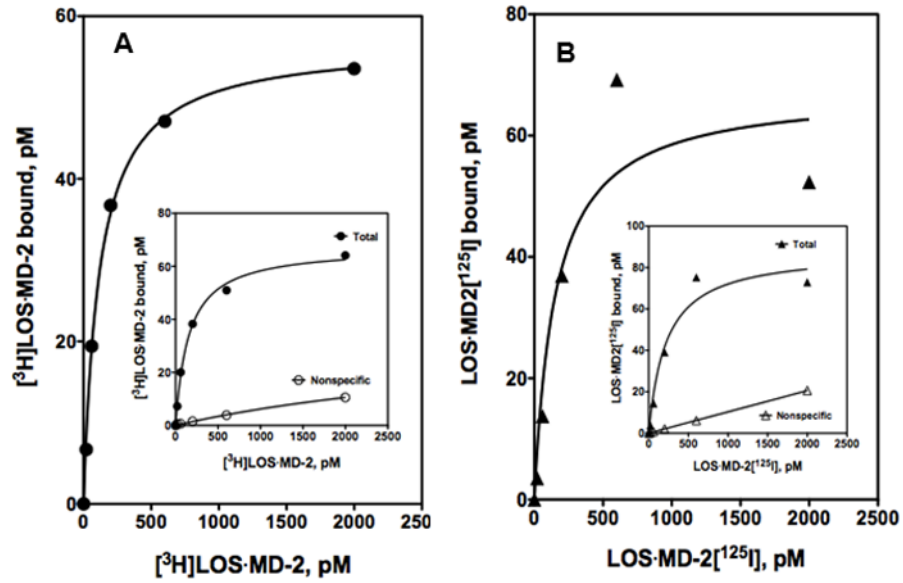 A
[³H]LOS·MD-2 bound, pM
60
40
20
0
0 500 1000 1500 2000 2500
[³H]LOS·MD-2, pM
[³H]LOS·MD-2 bound, pM
80
60
40
20
0
Total
Nonspecific
0 500 1000 1500 2000 2500
[³H]LOS·MD-2, pM
B
LOS·MD2[¹²⁵I] bound, pM
80
60
40
20
0
0 500 1000 1500 2000 2500
LOS·MD-2[¹²⁵I], pM
LOS·MD-2[¹²⁵I] bound, pM
100
80
60
40
20
0
Total
Nonspecific
0 500 1000 1500 2000 2500
LOS·MD-2[¹²⁵I], pM